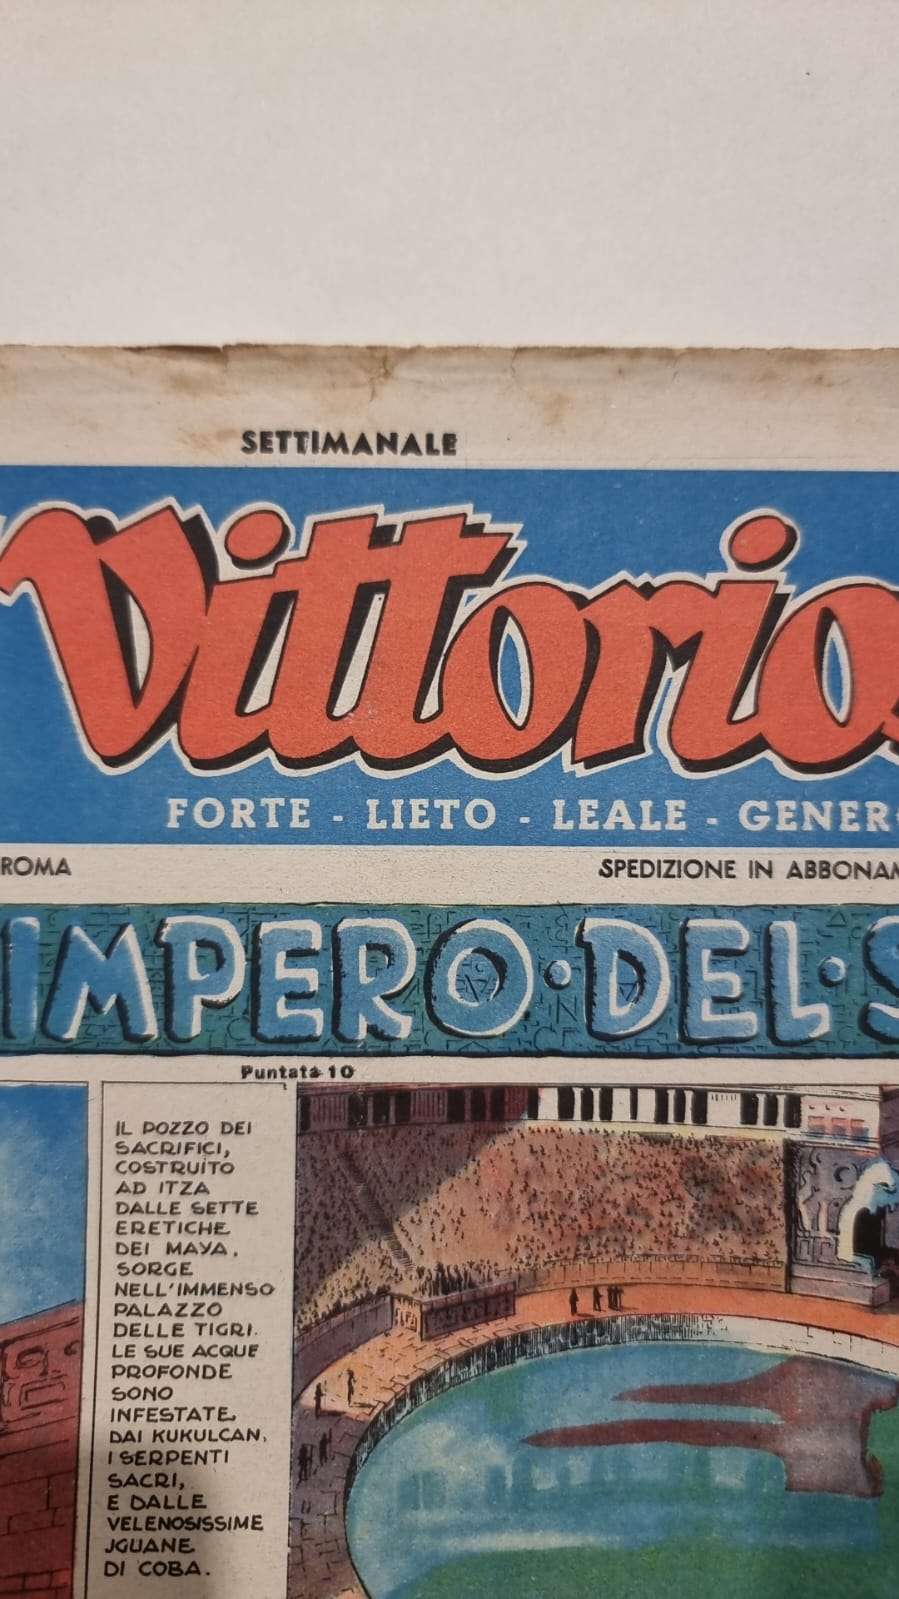 SETTIMANALE
Vittorio
FORTE - LIETO - LEALE - GENERO
ROMA
SPEDIZIONE IN ABBONAM
IMPERO·DEL·S
Puntata 10
IL POZZO DEI
SACRIFICI,
COSTRUITO
AD ITZA
DALLE SETTE
ERETICHE
DEI MAYA,
SORGE
NELL'IMMENSO
PALAZZO
DELLE TIGRI.
LE SUE ACQUE
PROFONDE
SONO
INFESTATE
DAI KUKULCAN,
I SERPENTI
SACRI,
E DALLE
VELENOSISSIME
JGUANE
DI COBA.